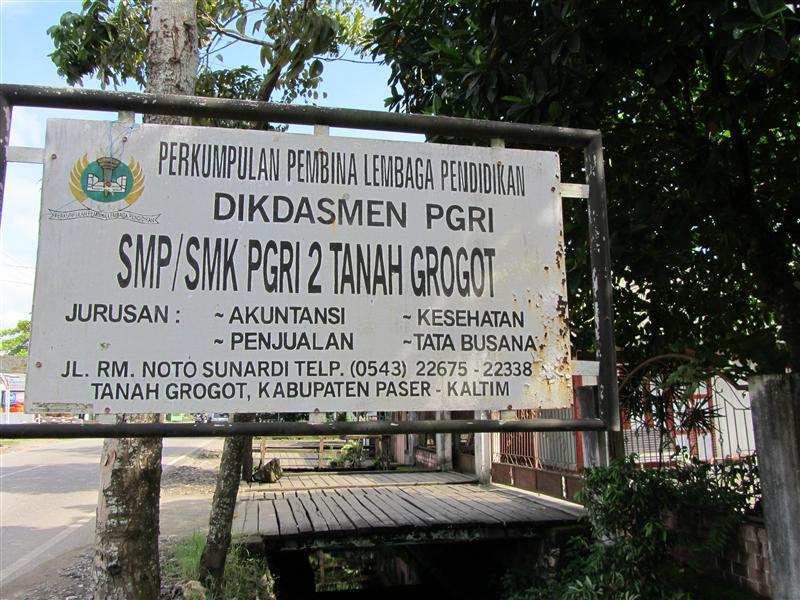 PERKUMPULAN PEMBINA LEMBAGA PENDIDIKAN
DIKDASMEN PGRI
SMP/SMK PGRI 2 TANAH GROGOT
JURUSAN : ~ AKUNTANSI ~ KESEHATAN
~ PENJUALAN ~ TATA BUSANA
JL. RM. NOTO SUNARDI TELP. (0543) 22675 - 22338
TANAH GROGOT, KABUPATEN PASER - KALTIM